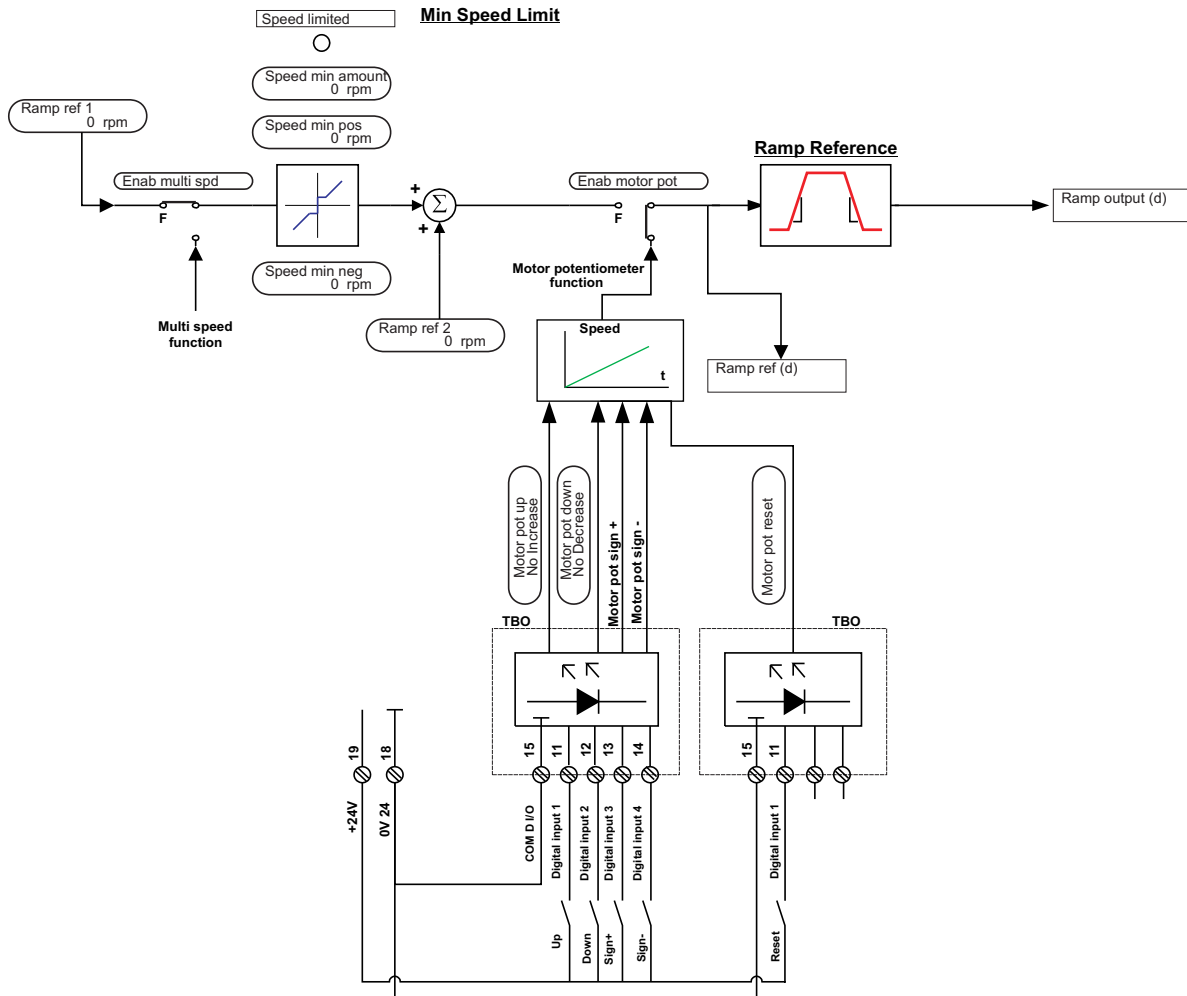 Min Speed Limit
Speed limited
Speed min amount
0 rpm
Ramp ref 1
0 rpm
Speed min pos
0 rpm
Ramp Reference
Enab multi spd
Enab motor pot
F
+
Σ
+
F
Ramp output (d)
Speed min neg
0 rpm
Motor potentiometer
function
Multi speed
function
Ramp ref 2
0 rpm
Speed
t
Ramp ref (d)
Motor pot up
No Increase
Motor pot down
No Decrease
Motor pot sign +
Motor pot sign -
Motor pot reset
TBO
TBO
19
18
15
11
12
13
14
15
11
+24V
0V 24
COM D I/O
Digital input 1
Digital input 2
Digital input 3
Digital input 4
Digital input 1
Up
Down
Sign+
Sign-
Reset